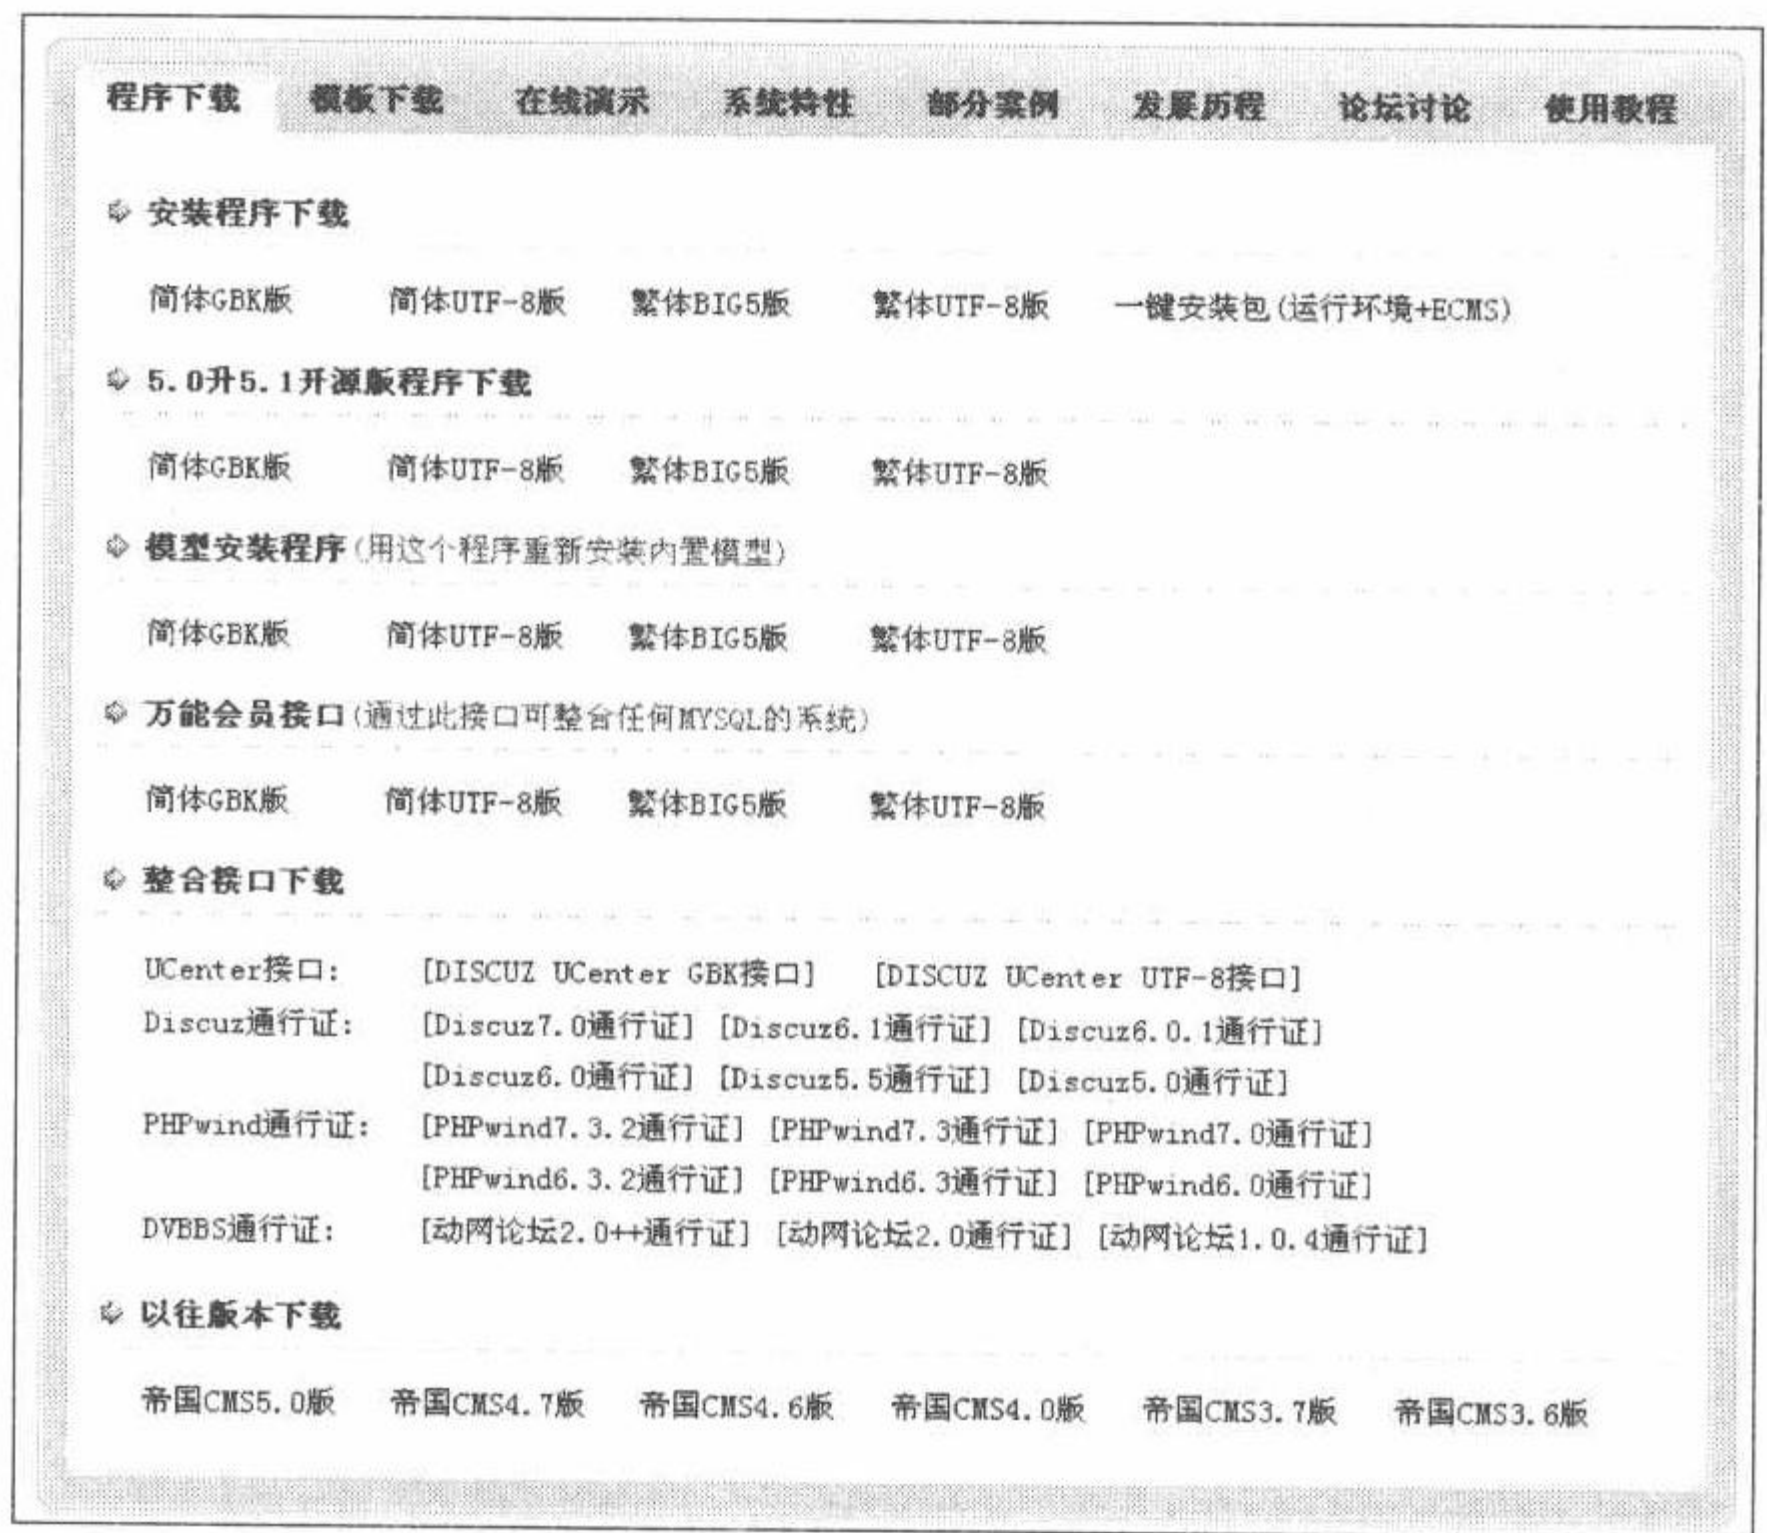 程序下载 模板下载 在线演示 系统特性 部分案例 发展历程 论坛讨论 使用教程
安装程序下载
简体GBK版 简体UTF-8版 繁体BIG5版 繁体UTF-8版 一键安装包(运行环境+ECMS)
5.0升5.1开源版程序下载
简体GBK版 简体UTF-8版 繁体BIG5版 繁体UTF-8版
模型安装程序(用这个程序重新安装内置模型)
简体GBK版 简体UTF-8版 繁体BIG5版 繁体UTF-8版
万能会员接口(通过此接口可整合任何MYSQL的系统)
简体GBK版 简体UTF-8版 繁体BIG5版 繁体UTF-8版
整合接口下载
UCenter接口: [DISCUZ UCenter GBK接口] [DISCUZ UCenter UTF-8接口]
Discuz通行证: [Discuz7.0通行证] [Discuz6.1通行证] [Discuz6.0.1通行证]
[Discuz6.0通行证] [Discuz5.5通行证] [Discuz5.0通行证]
PHPwind通行证: [PHPwind7.3.2通行证] [PHPwind7.3通行证] [PHPwind7.0通行证]
[PHPwind6.3.2通行证] [PHPwind6.3通行证] [PHPwind6.0通行证]
DVBBS通行证: [动网论坛2.0++通行证] [动网论坛2.0通行证] [动网论坛1.0.4通行证]
以往版本下载
帝国CMS5.0版 帝国CMS4.7版 帝国CMS4.6版 帝国CMS4.0版 帝国CMS3.7版 帝国CMS3.6版